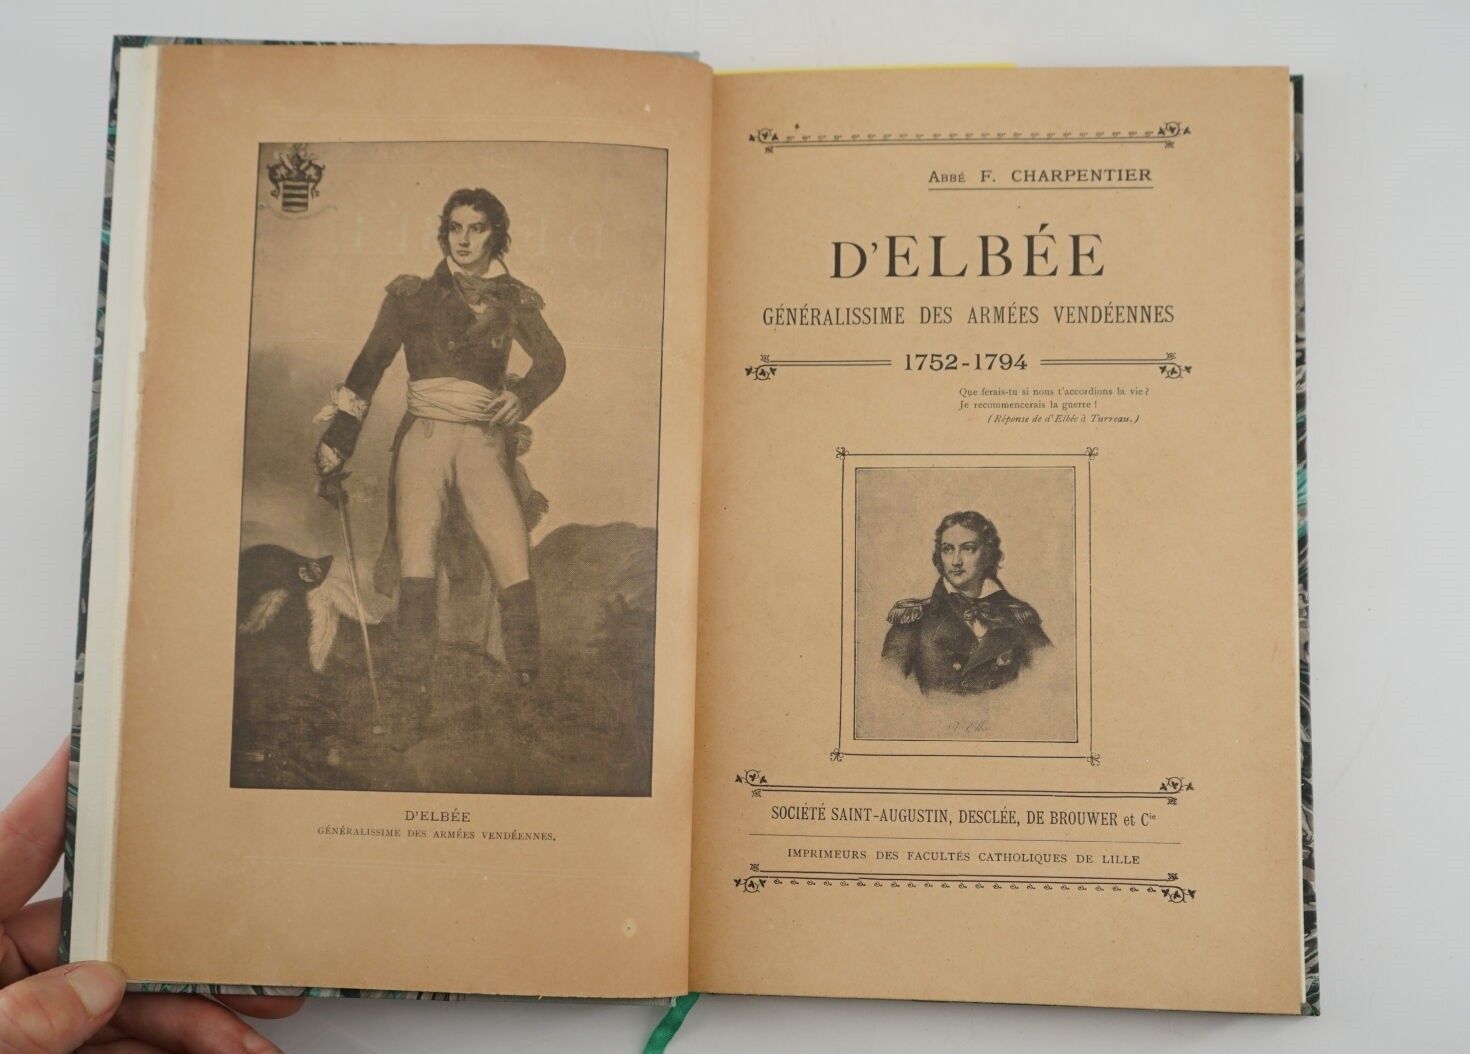 D'ELBÉE
GÉNÉRALISSIME DES ARMÉES VENDÉENNES.
ABBÉ F. CHARPENTIER
D'ELBÉE
GÉNÉRALISSIME DES ARMÉES VENDÉENNES
1752-1794
Que ferais-tu si nous t'accordions la vie ?
Je recommencerais la guerre !
(Réponse de d'Elbée à Turreau.)
d'Elbée
SOCIÉTÉ SAINT-AUGUSTIN, DESCLÉE, DE BROUWER et Cie
IMPRIMEURS DES FACULTÉS CATHOLIQUES DE LILLE